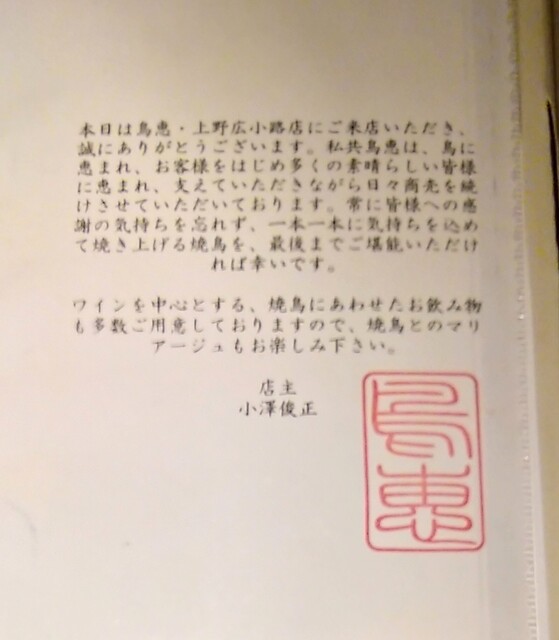 本日は鳥恵・上野広小路店にご来店いただき、
誠にありがとうございます。私共鳥恵は、鳥に
恵まれ、お客様をはじめ多くの素晴らしい皆様
に恵まれ、支えていただきながら日々商売を続
けさせていただいております。常に皆様への感
謝の気持ちを忘れず、一本一本に気持ちを込め
て焼き上げる焼鳥を、最後までご堪能いただけ
れば幸いです。
ワインを中心とする、焼鳥にあわせたお飲み物
も多数ご用意しておりますので、焼鳥とのマリ
アージュもお楽しみ下さい。
店主
小澤俊正
鳥恵